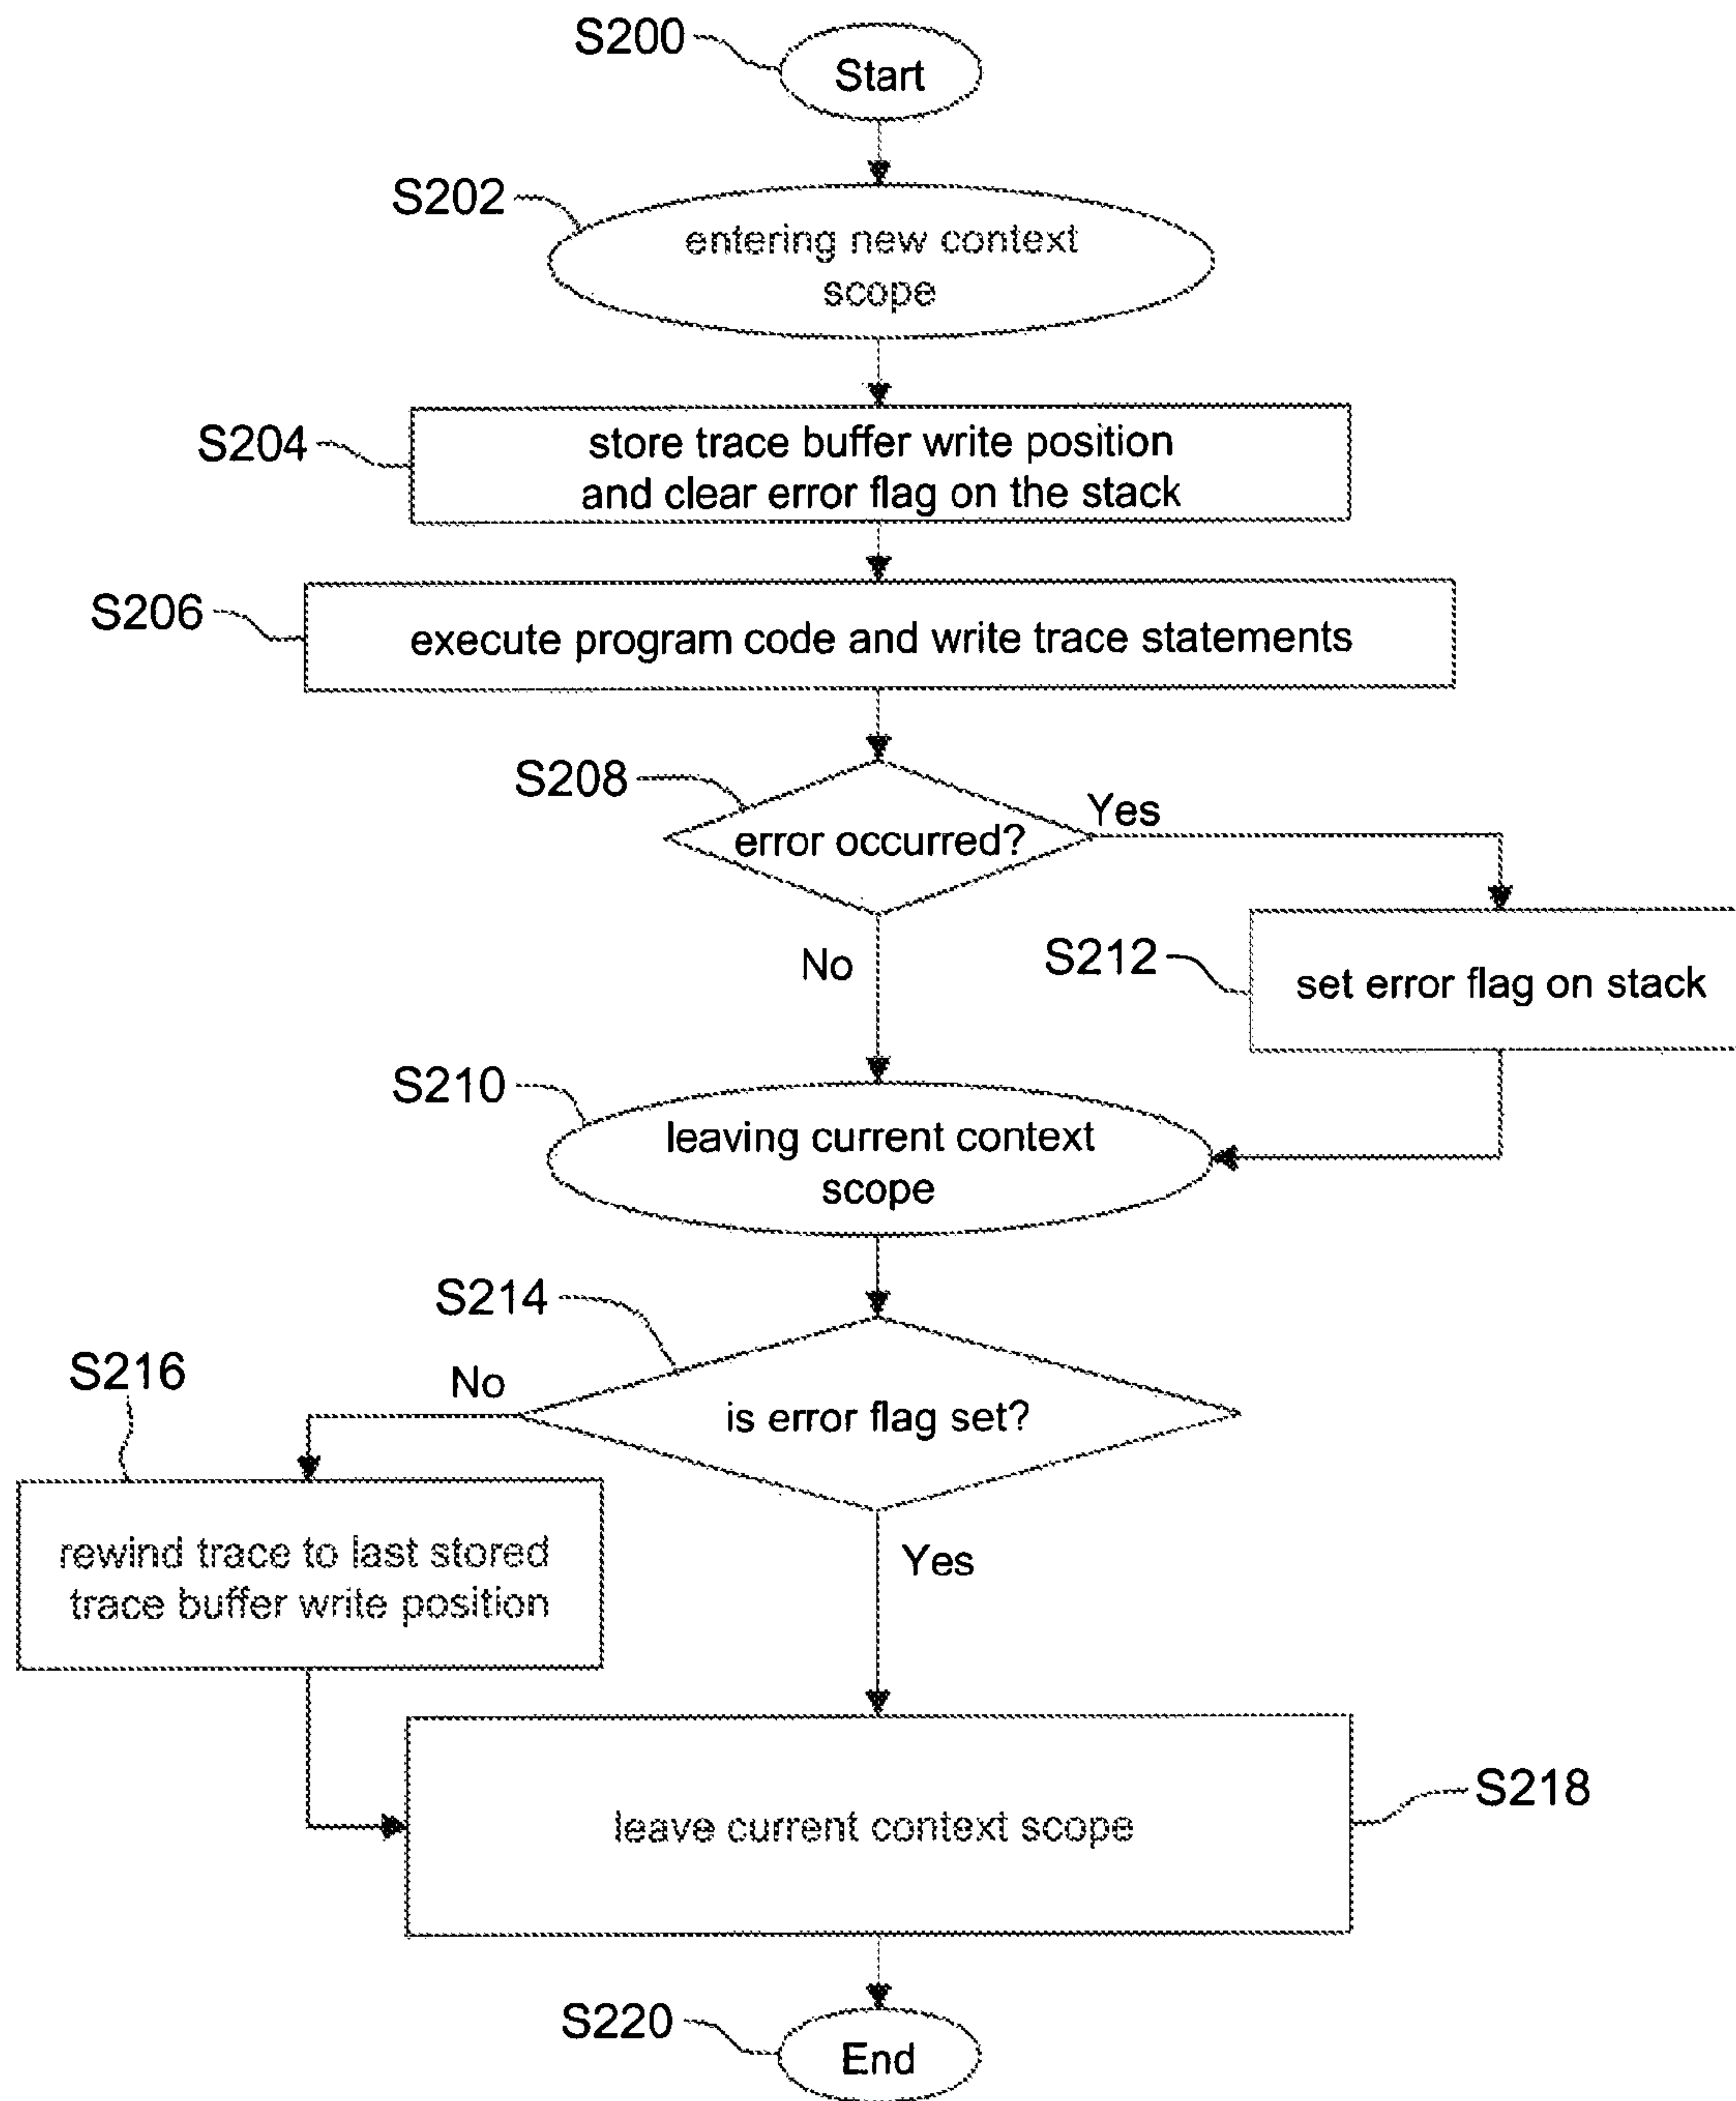 S200
Start
S202
entering new context
scope
S204
store trace buffer write position
and clear error flag on the stack
S206
execute program code and write trace statements
S208
error occurred?
Yes
No
S212
set error flag on stack
S210
leaving current context
scope
S214
is error flag set?
No
S216
rewind trace to last stored
trace buffer write position
Yes
leave current context scope
S218
S220
End